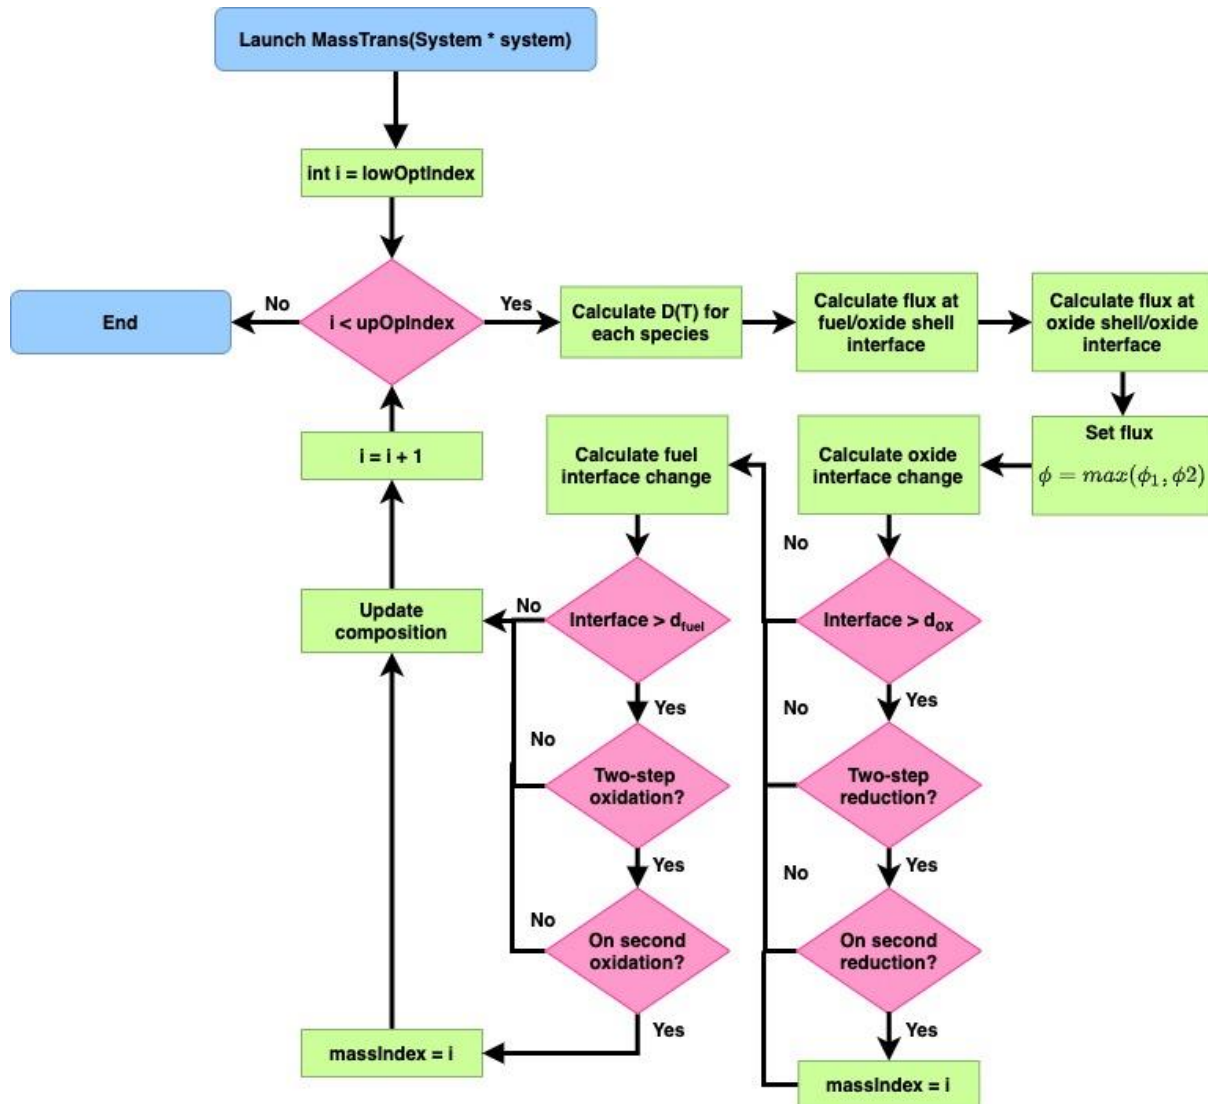 Launch MassTrans(System * system)
int i = lowOptIndex
No
End
i < upOpIndex
Yes
Calculate D(T) for
each species
Calculate flux at
fuel/oxide shell
interface
Calculate flux at
oxide shell/oxide
interface
Set flux
ϕ = max(ϕ₁, ϕ2)
Calculate oxide
interface change
No
Interface > dox
Yes
No
Two-step
reduction?
Yes
No
On second
reduction?
Yes
massIndex = i
Calculate fuel
interface change
Interface > dfuel
No
Yes
No
Two-step
oxidation?
Yes
No
On second
oxidation?
Yes
massIndex = i
Update
composition
i = i + 1